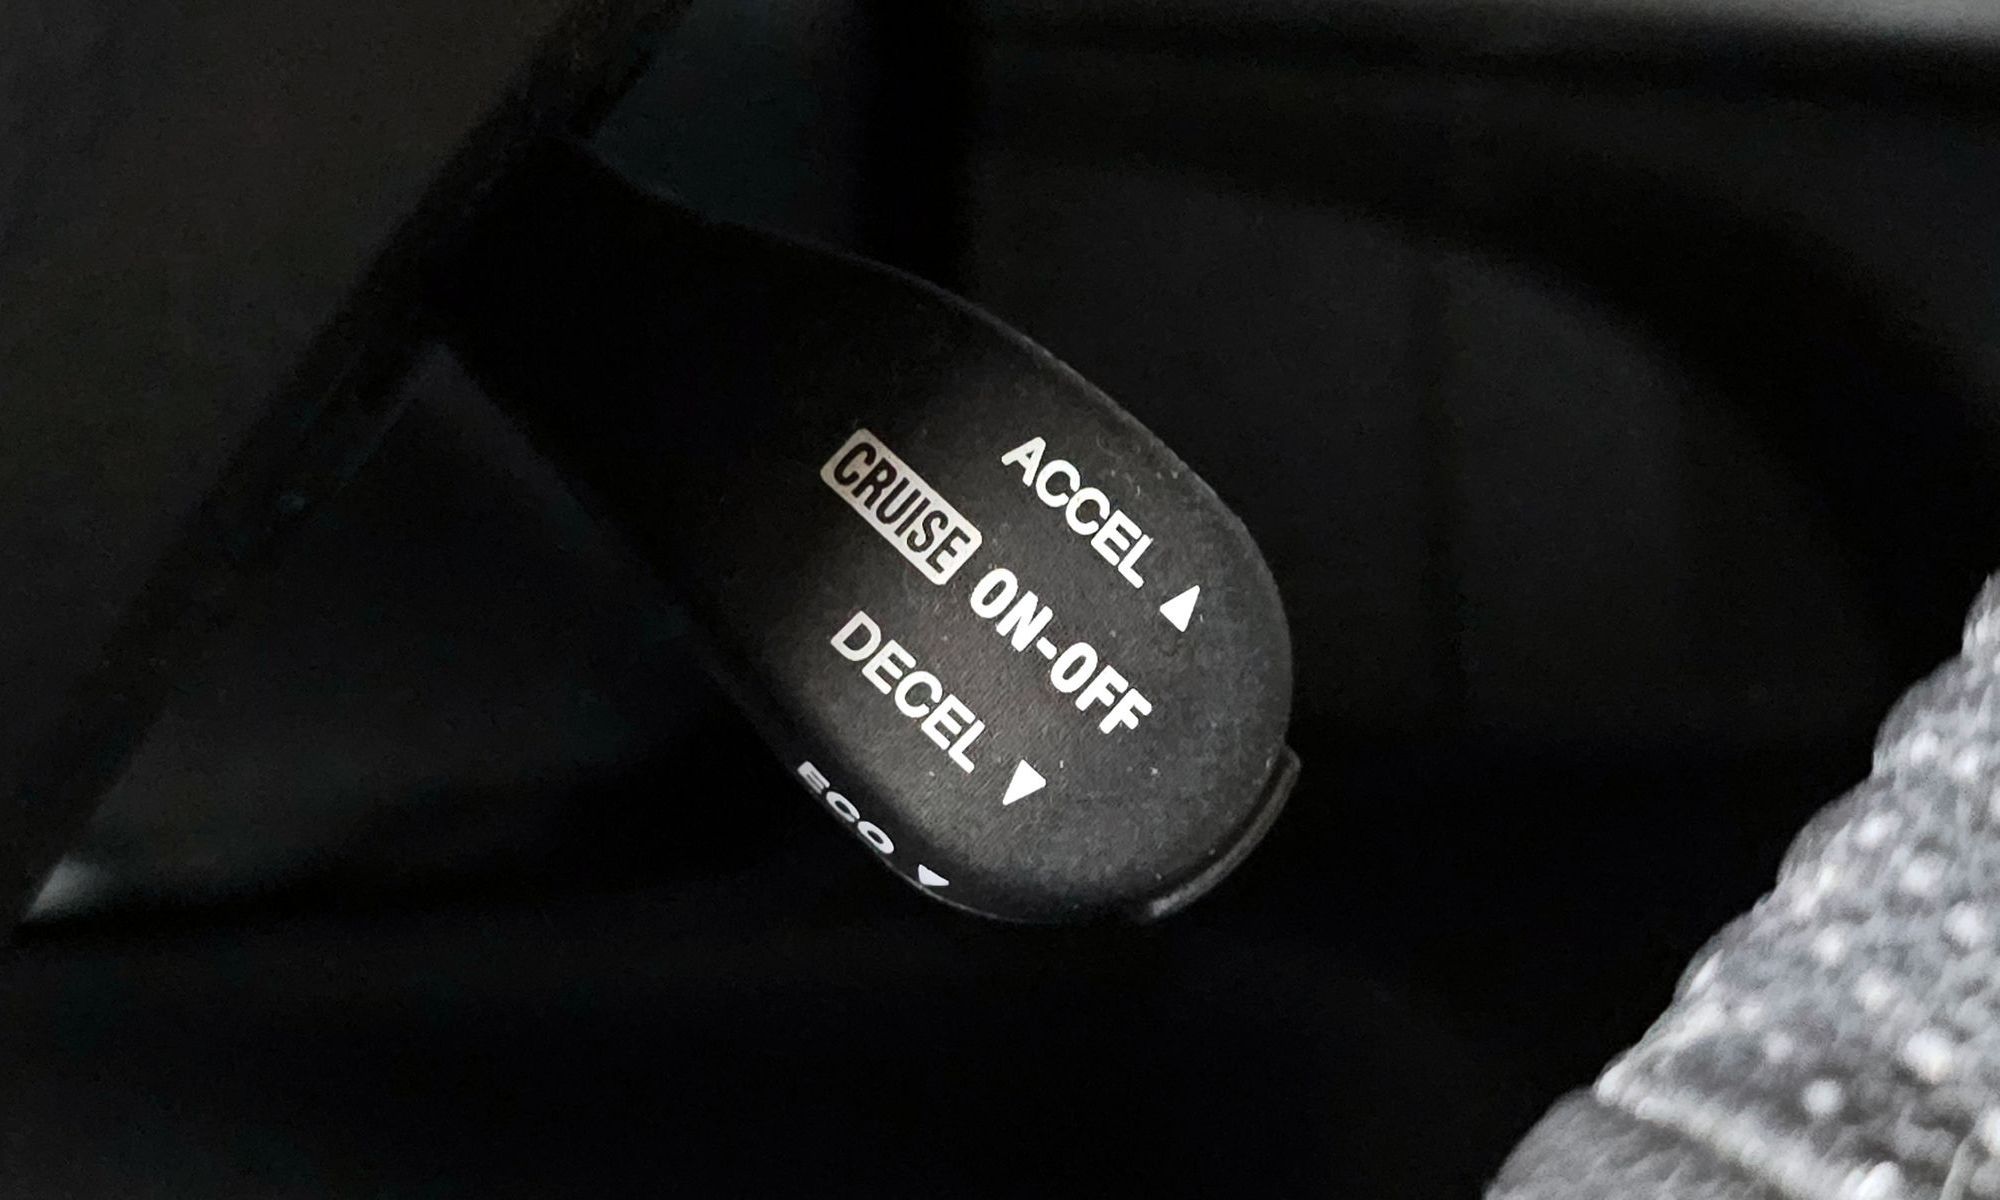 ACCEL ▲
CRUISE ON-OFF
DECEL ▼
ECO ▼